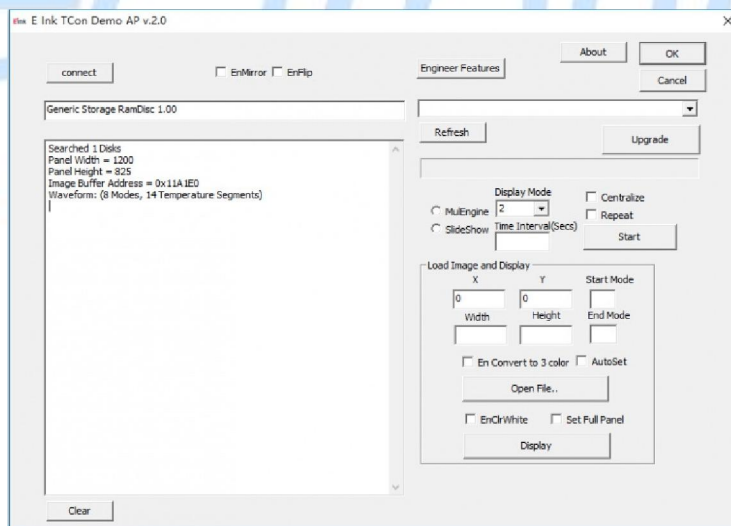 E Ink E Ink TCon Demo AP v.2.0
About
OK
connect
EnMirror
EnFlip
Engineer Features
Cancel
Generic Storage RamDisc 1.00
Refresh
Upgrade
Searched 1 Disks
Panel Width = 1200
Panel Height = 825
Image Buffer Address = 0x11A1E0
Waveform: (8 Modes, 14 Temperature Segments)
Display Mode
MulEngine
2
Centralize
Repeat
SlideShow
Time Interval(Secs)
Start
Load Image and Display
X
Y
Start Mode
0
0
Width
Height
End Mode
En Convert to 3 color
AutoSet
Open File..
EnClrWhite
Set Full Panel
Display
Clear